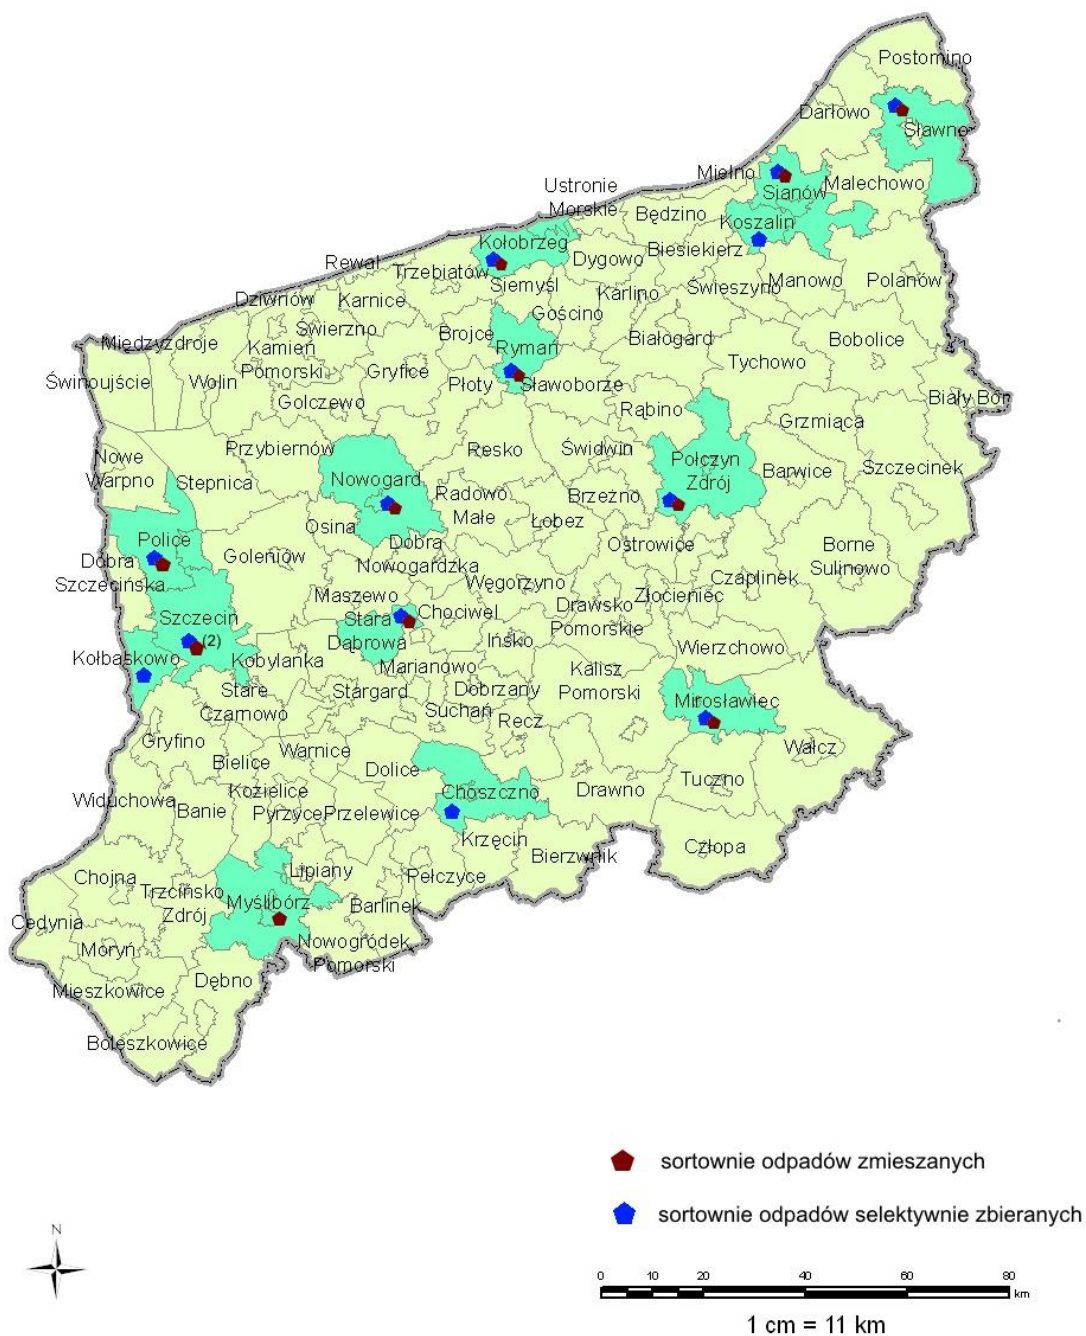 Postomino
Darłowo
Sławno
Mielno
Sianów
Malechowo
Ustronie
Morskie
Będzino
Koszalin
Kołobrzeg
Biesiekierz
Dygowo
Rewal
Trzebiatów
Siemyśl
Karlino
Świeszyno
Manowo
Polanów
Dziwnów
Karnice
Gościno
Świerzno
Brojce
Białogard
Bobolice
Międzyzdroje
Kamień
Pomorski
Rymań
Tychowo
Świnoujście
Wolin
Gryfice
Płoty
Sławoborze
Golczewo
Rąbino
Biały Bór
Grzmiąca
Przybiernów
Resko
Świdwin
Nowe
Warpno
Stepnica
Nowogard
Połczyn
Zdrój
Barwice
Szczecinek
Radowo
Małe
Brzeżno
Osina
Łobez
Police
Dobra
Nowogardzka
Ostrowice
Borne
Sulinowo
Dobra
Szczecińska
Goleniów
Węgorzyno
Czaplinek
Maszewo
Złocieniec
Szczecin
(2)
Stara
Dąbrowa
Chociwel
Drawsko
Pomorskie
Ińsko
Wierzchowo
Kołbaskowo
Kobylanka
Marianowo
Kalisz
Pomorski
Stare
Czarnowo
Stargard
Dobrzany
Suchań
Recz
Mirosławiec
Gryfino
Warnice
Wałcz
Bielice
Dolice
Tuczno
Widuchowa
Kozielice
Choszczno
Drawno
Banie
Pyrzyce
Przelewice
Krzęcin
Bierzwnik
Człopa
Chojna
Trzcińsko
Zdrój
Lipiany
Pełczyce
Myślibórz
Barlinek
Cedynia
Moryń
Nowogródek
Pomorski
Mieszkowice
Dębno
Boleszkowice
sortownie odpadów zmieszanych
sortownie odpadów selektywnie zbieranych
N
0 10 20 40 60 80
km
1 cm = 11 km